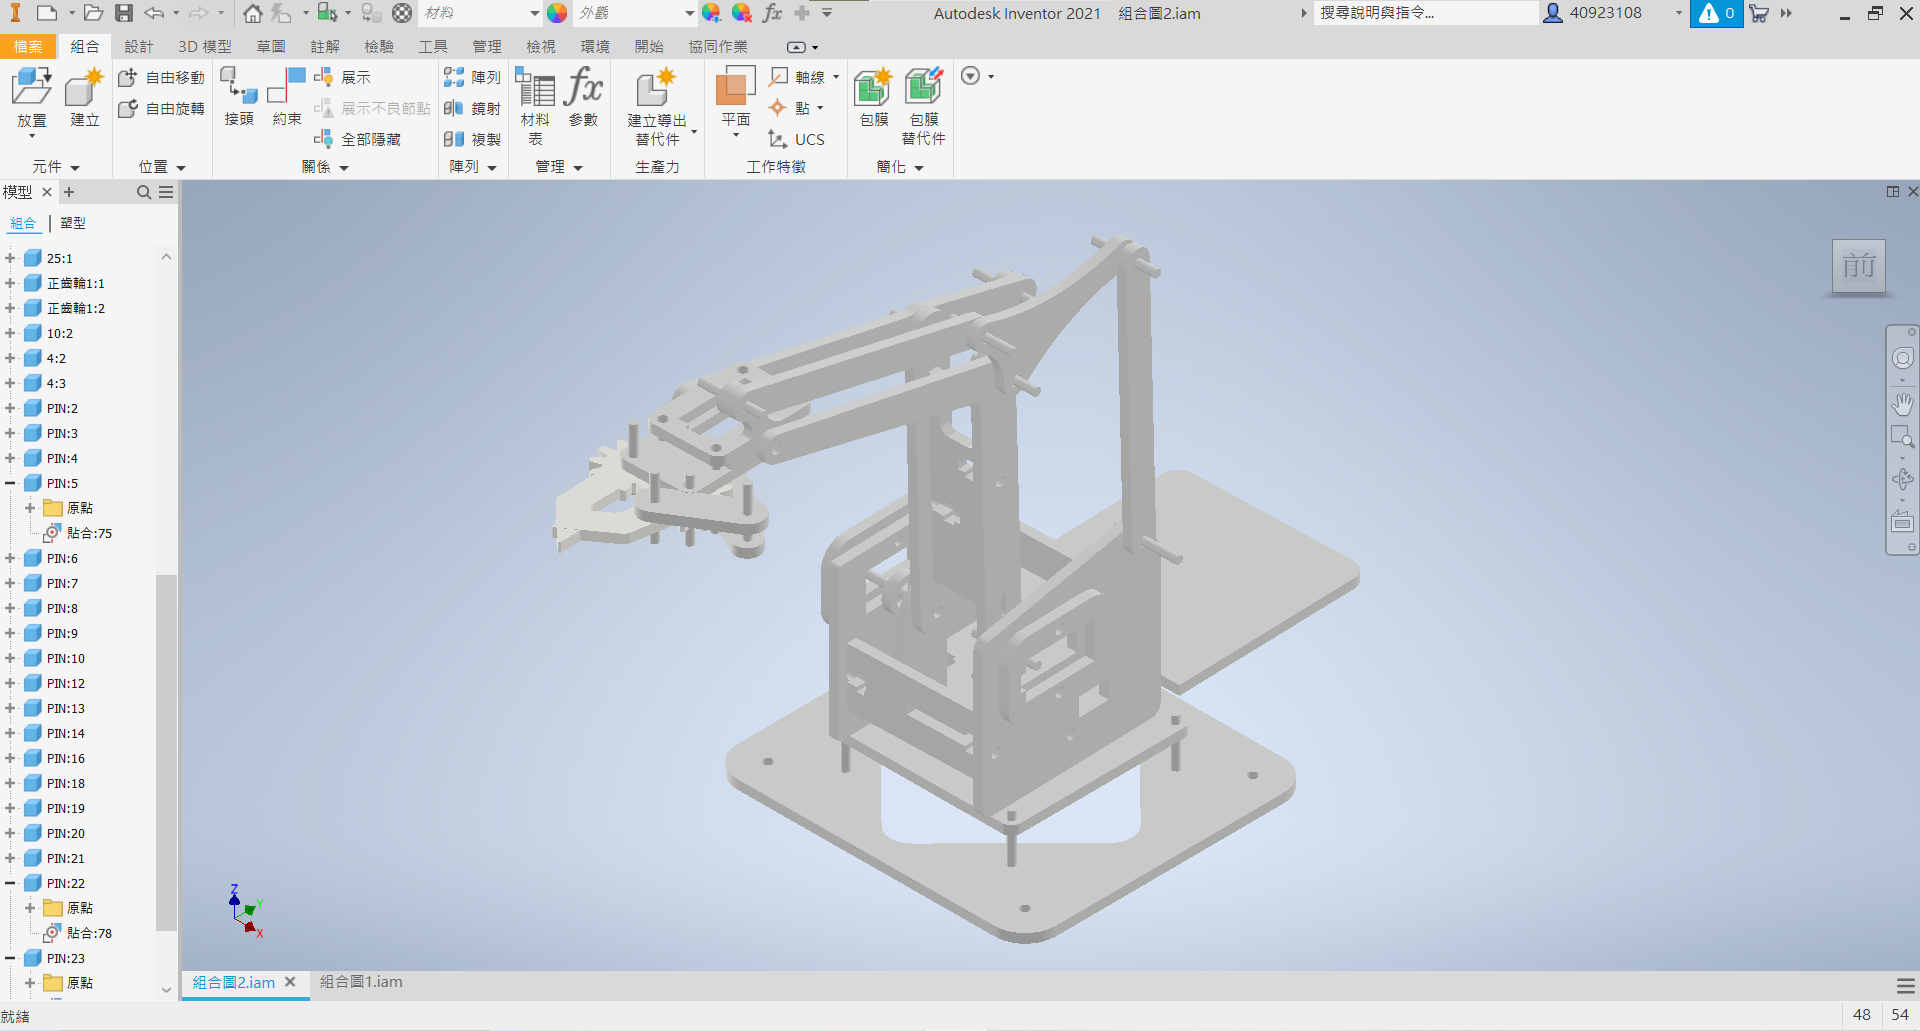 材料
外觀
fx
Autodesk Inventor 2021 組合圖2.iam
搜尋說明與指令...
40923108
0
檔案 組合 設計 3D 模型 草圖 註解 檢驗 工具 管理 檢視 環境 開始 協同作業
放置
建立
元件
自由移動
自由旋轉
位置
接頭
約束
展示
展示不良節點
全部隱藏
關係
陣列
鏡射
複製
陣列
材料表
fx
參數
管理
建立導出
替代件
生產力
平面
軸線
點
UCS
工作特徵
包膜
包膜
替代件
簡化
模型
組合 | 塑型
25:1
正齒輪1:1
正齒輪1:2
10:2
4:2
4:3
PIN:2
PIN:3
PIN:4
PIN:5
原點
貼合:75
PIN:6
PIN:7
PIN:8
PIN:9
PIN:10
PIN:12
PIN:13
PIN:14
PIN:16
PIN:18
PIN:19
PIN:20
PIN:21
PIN:22
原點
貼合:78
PIN:23
原點
前
Z
Y
X
組合圖2.iam
組合圖1.iam
就緒
48 54